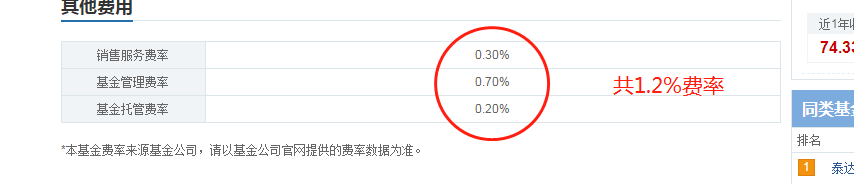 其他费用
销售服务费率 0.30%
基金管理费率 0.70%
基金托管费率 0.20%
共1.2%费率
*本基金费率来源基金公司，请以基金公司官网提供的费率数据为准。
近1年
74.33
同类基
排名
1 泰达